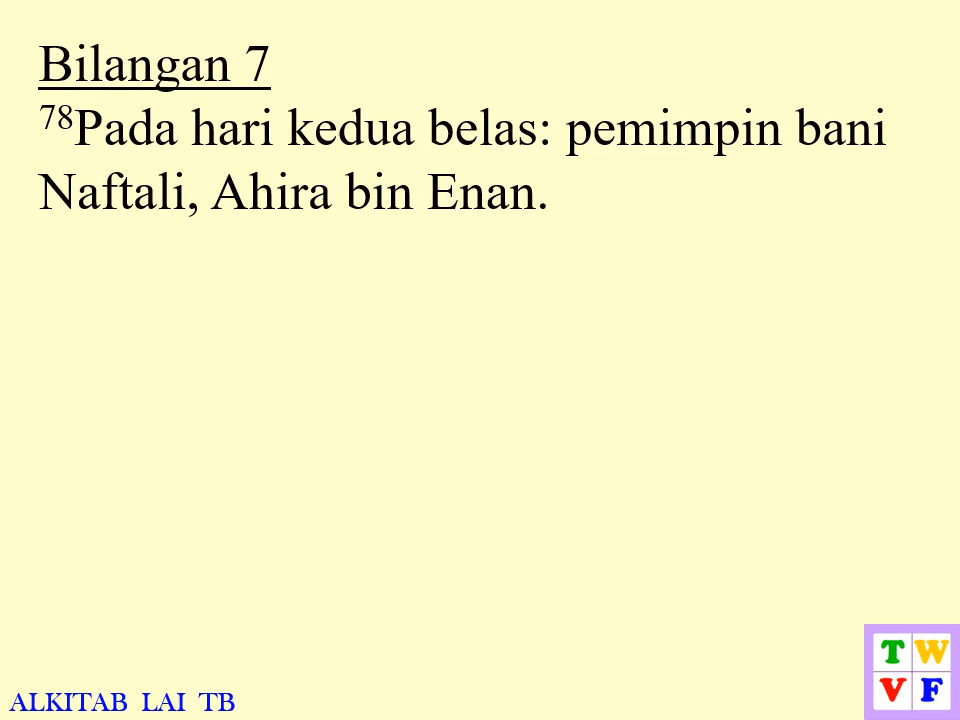 Bilangan 7
78Pada hari kedua belas: pemimpin bani
Naftali, Ahira bin Enan.
T W
V F
ALKITAB LAI TB